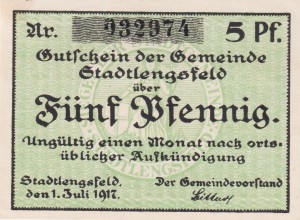 Nr. 032974 5 Pf.
Gutschein der Gemeinde
Stadtlengsfeld
über
Fünf Pfennig.
Ungültig einen Monat nach orts-
üblicher Aufkündigung
Stadtlengsfeld, Der Gemeindevorstand
den 1. Juli 1917.